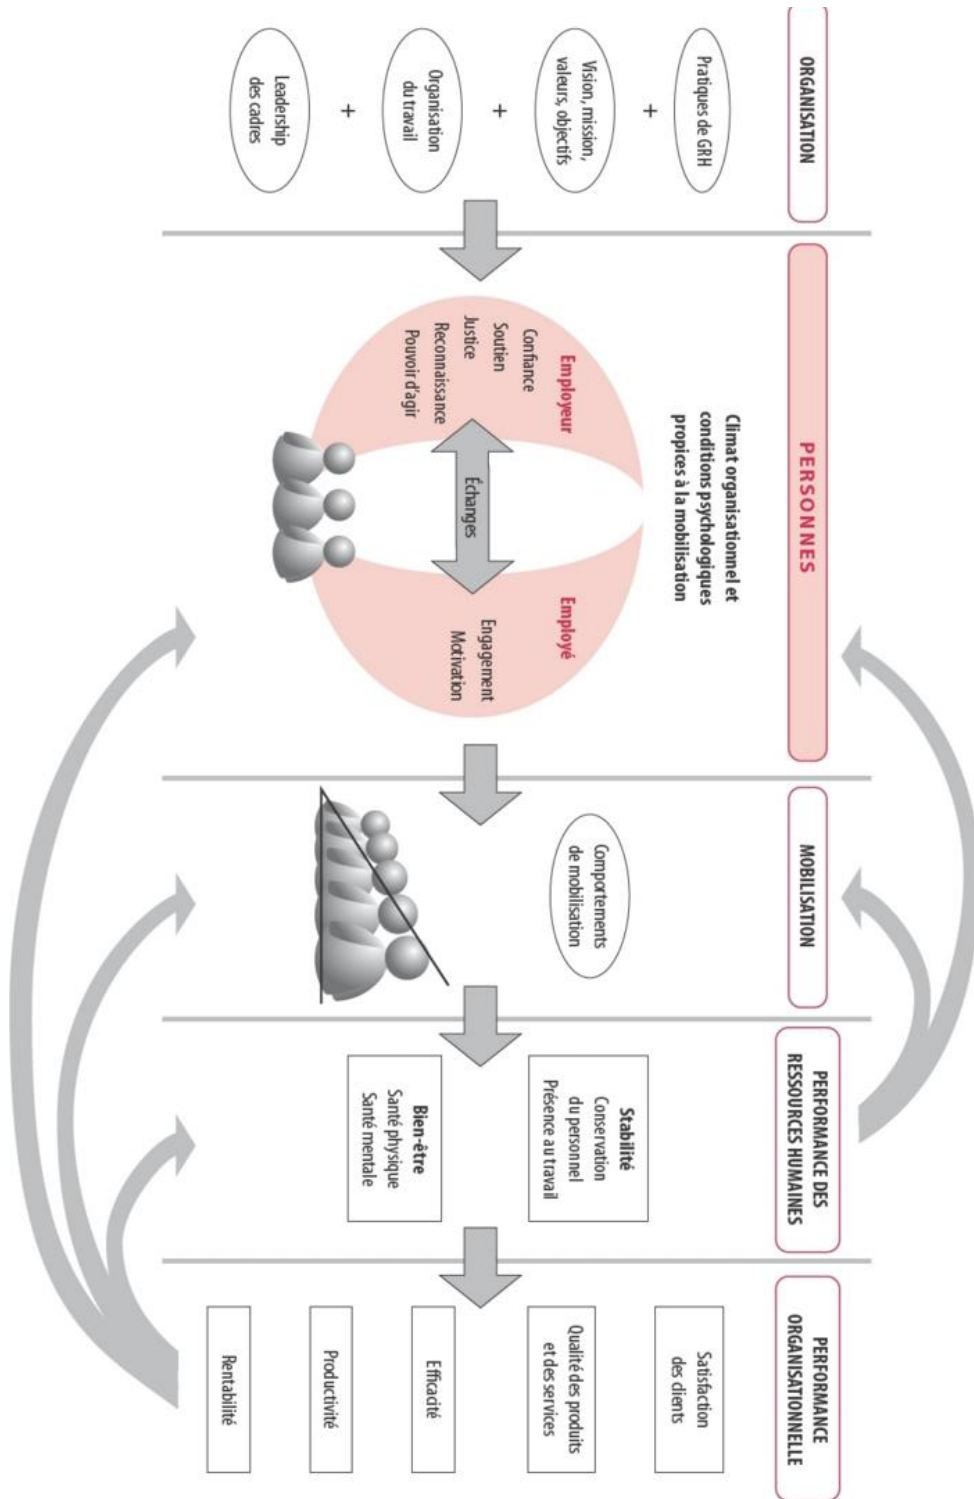 ORGANISATION
Pratiques de GRH
+
Vision, mission,
valeurs, objectifs
+
Organisation
du travail
+
Leadership
des cadres
PERSONNES
Climat organisationnel et
conditions psychologiques
propices à la mobilisation
Employeur
Confiance
Soutien
Justice
Reconnaissance
Pouvoir d'agir
Échanges
Employé
Engagement
Motivation
MOBILISATION
Comportements
de mobilisation
PERFORMANCE DES
RESSOURCES HUMAINES
Stabilité
Conservation
du personnel
Présence au travail
Bien-être
Santé physique
Santé mentale
PERFORMANCE
ORGANISATIONNELLE
Satisfaction
des clients
Qualité des produits
et des services
Efficacité
Productivité
Rentabilité